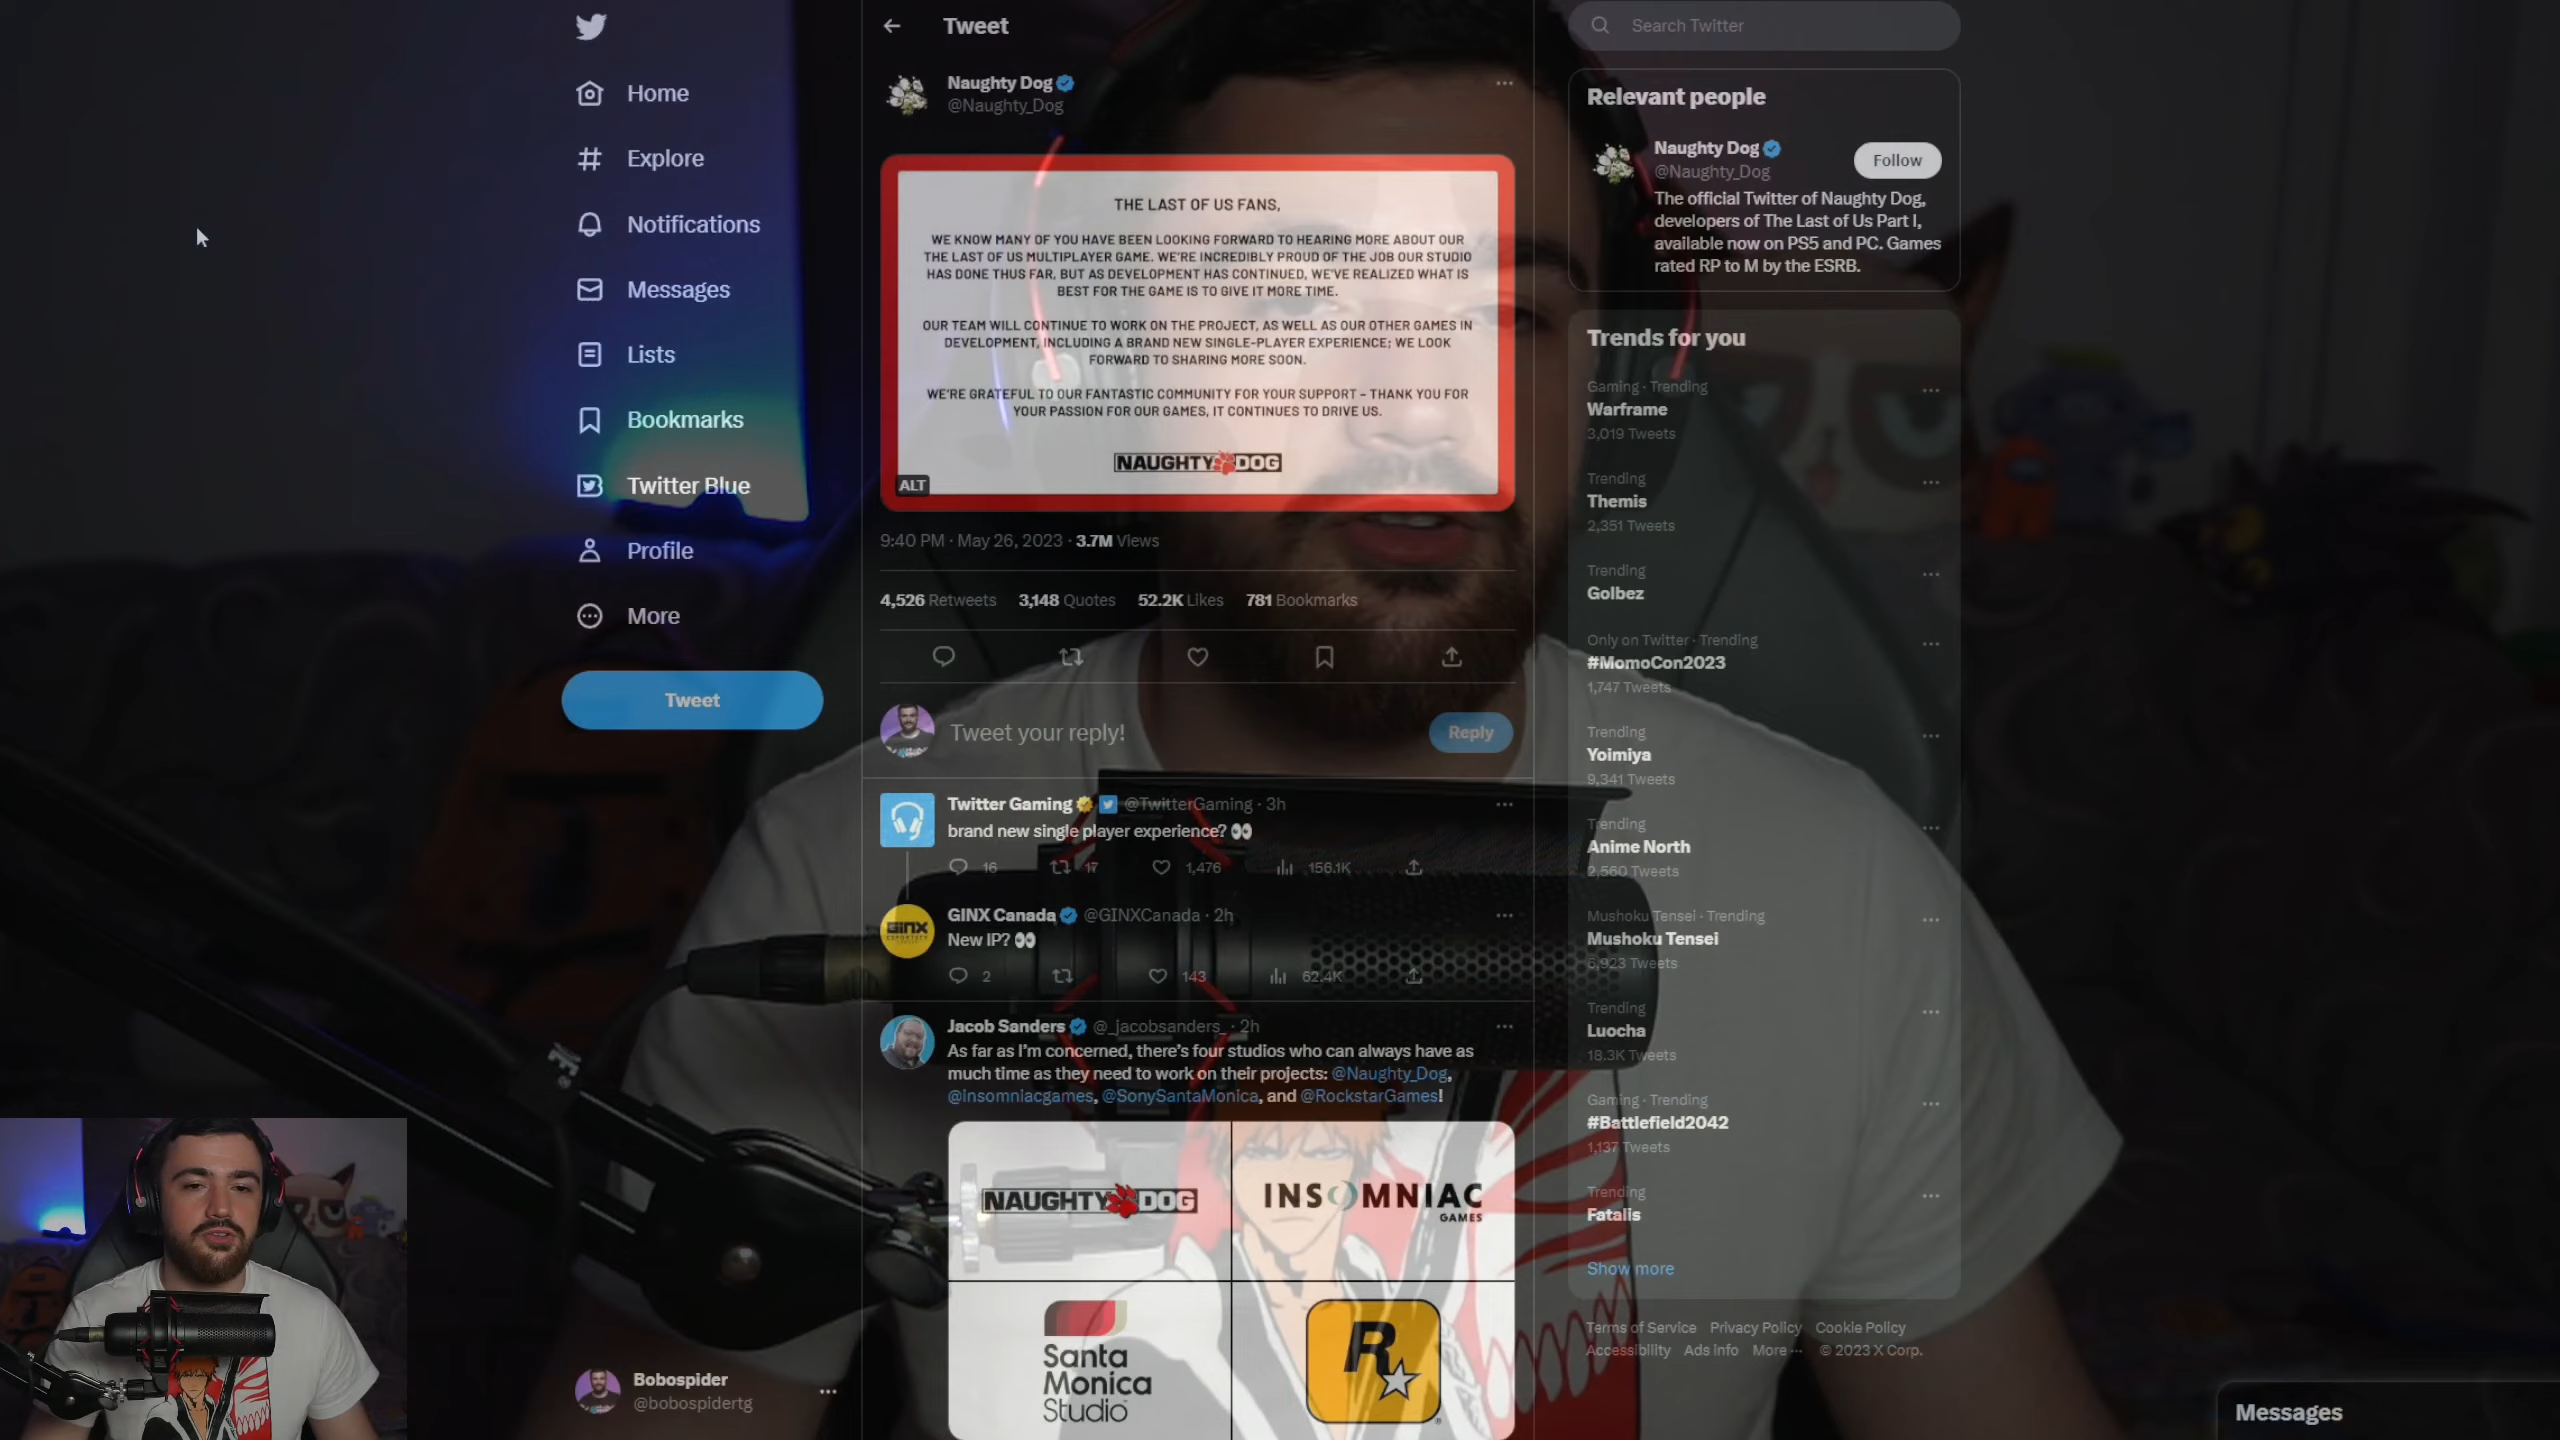 Home
Explore
Notifications
Messages
Lists
Bookmarks
Twitter Blue
Profile
More
Tweet
Bobospider
@bobospidertg
Tweet
Naughty Dog
@Naughty_Dog
THE LAST OF US FANS,
WE KNOW MANY OF YOU HAVE BEEN LOOKING FORWARD TO HEARING MORE ABOUT OUR
THE LAST OF US MULTIPLAYER GAME. WE'RE INCREDIBLY PROUD OF THE JOB OUR STUDIO
HAS DONE THUS FAR, BUT AS DEVELOPMENT HAS CONTINUED, WE'VE REALIZED WHAT IS
BEST FOR THE GAME IS TO GIVE IT MORE TIME.
OUR TEAM WILL CONTINUE TO WORK ON THE PROJECT, AS WELL AS OUR OTHER GAMES IN
DEVELOPMENT, INCLUDING A BRAND NEW SINGLE-PLAYER EXPERIENCE; WE LOOK
FORWARD TO SHARING MORE SOON.
WE'RE GRATEFUL TO OUR FANTASTIC COMMUNITY FOR YOUR SUPPORT – THANK YOU FOR
YOUR PASSION FOR OUR GAMES, IT CONTINUES TO DRIVE US.
NAUGHTY DOG
ALT
9:40 PM · May 26, 2023 · 3.7M Views
4,526 Retweets 3,148 Quotes 52.2K Likes 781 Bookmarks
Tweet your reply!
Reply
Twitter Gaming @TwitterGaming · 3h
brand new single player experience? 👀
16 17 1,476 156.1K
GINX
GINX Canada @GINXCanada · 2h
New IP? 👀
2 143 62.4K
Jacob Sanders @_jacobsanders_ · 2h
As far as I'm concerned, there's four studios who can always have as
much time as they need to work on their projects: @Naughty_Dog,
@insomniacgames, @SonySantaMonica, and @RockstarGames!
NAUGHTY DOG
INSOMNIAC
GAMES
Santa
Monica
Studio
R
Search Twitter
Relevant people
Naughty Dog
@Naughty_Dog
Follow
The official Twitter of Naughty Dog,
developers of The Last of Us Part I,
available now on PS5 and PC. Games
rated RP to M by the ESRB.
Trends for you
Gaming · Trending
Warframe
3,019 Tweets
Trending
Themis
2,351 Tweets
Trending
Golbez
Only on Twitter · Trending
#MomoCon2023
1,747 Tweets
Trending
Yoimiya
9,341 Tweets
Trending
Anime North
2,560 Tweets
Mushoku Tensei · Trending
Mushoku Tensei
6,923 Tweets
Trending
Luocha
18.3K Tweets
Gaming · Trending
#Battlefield2042
1,137 Tweets
Trending
Fatalis
Show more
Terms of Service Privacy Policy Cookie Policy
Accessibility Ads info More ··· © 2023 X Corp.
Messages